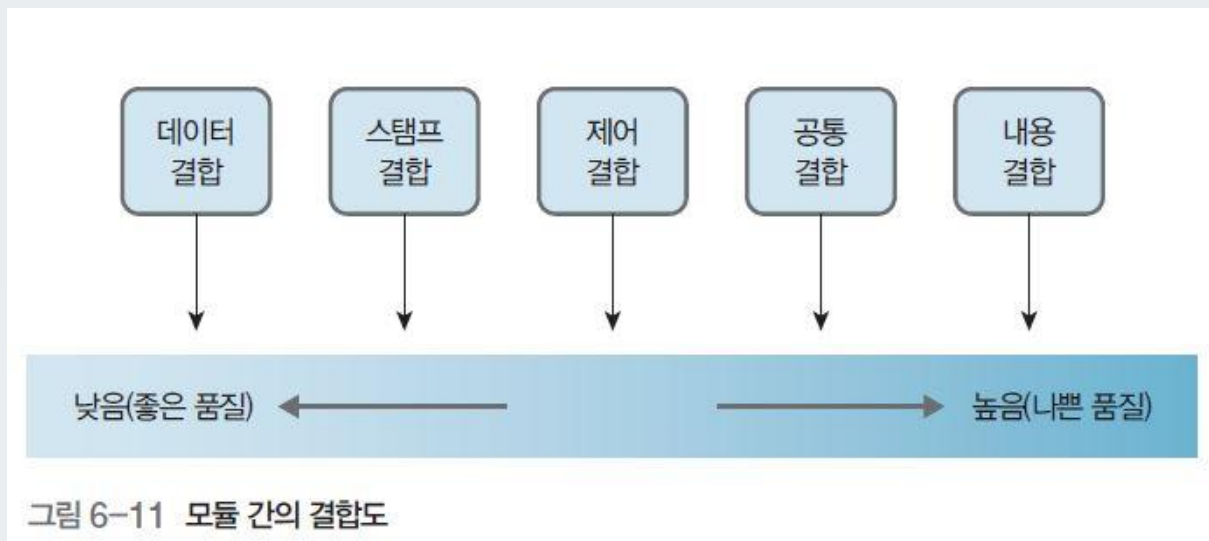 데이터
결합
스탬프
결합
제어
결합
공통
결합
내용
결합
낮음(좋은 품질)
높음(나쁜 품질)
그림 6-11 모듈 간의 결합도